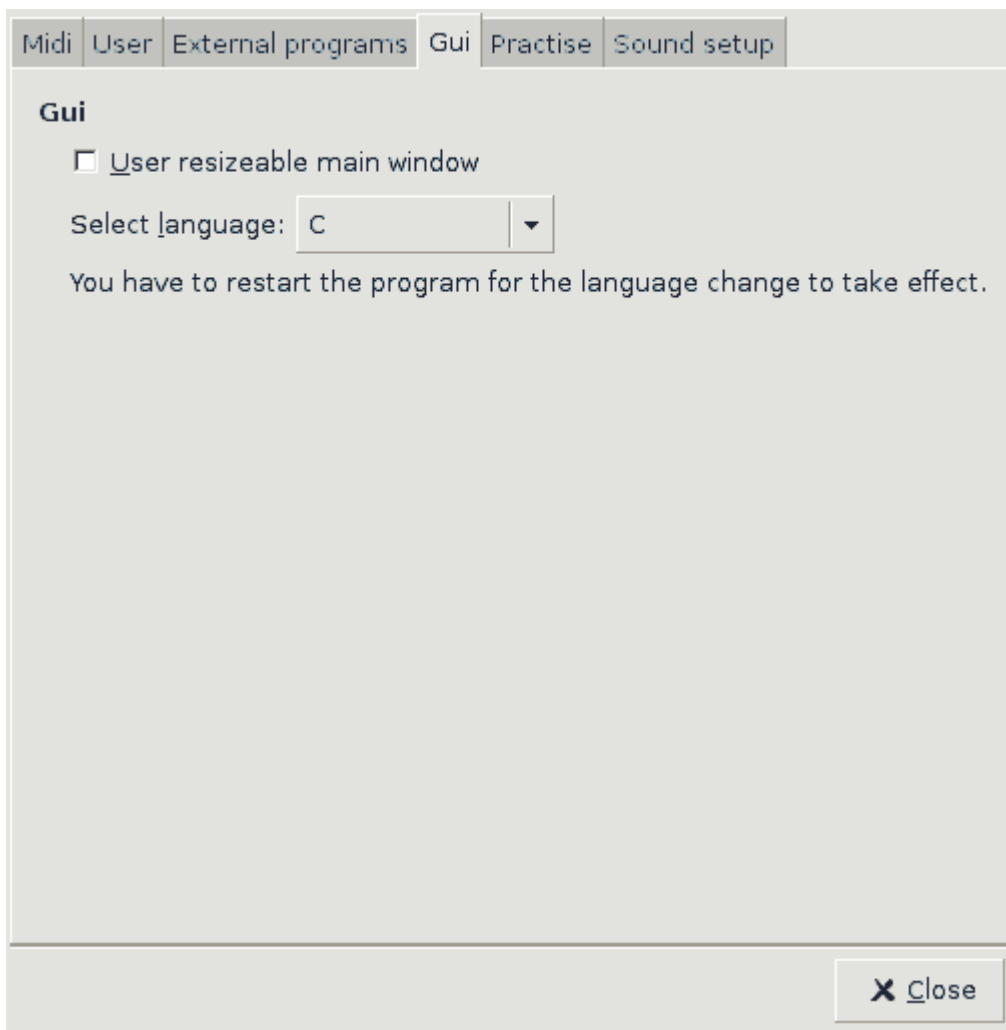 Midi User External programs Gui Practise Sound setup
Gui
User resizeable main window
Select language: C
You have to restart the program for the language change to take effect.
Close